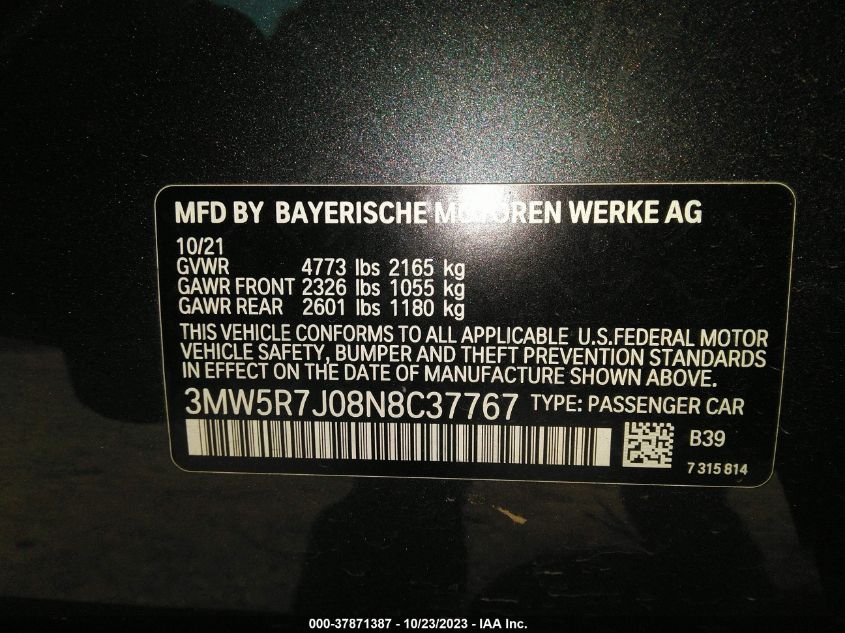 MFD BY BAYERISCHE MOTOREN WERKE AG
10/21
GVWR 4773 lbs 2165 kg
GAWR FRONT 2326 lbs 1055 kg
GAWR REAR 2601 lbs 1180 kg
THIS VEHICLE CONFORMS TO ALL APPLICABLE U.S.FEDERAL MOTOR
VEHICLE SAFETY, BUMPER AND THEFT PREVENTION STANDARDS
IN EFFECT ON THE DATE OF MANUFACTURE SHOWN ABOVE.
3MW5R7J08N8C37767 TYPE: PASSENGER CAR
B39
7 315 814
000-37871387 - 10/23/2023 - IAA Inc.